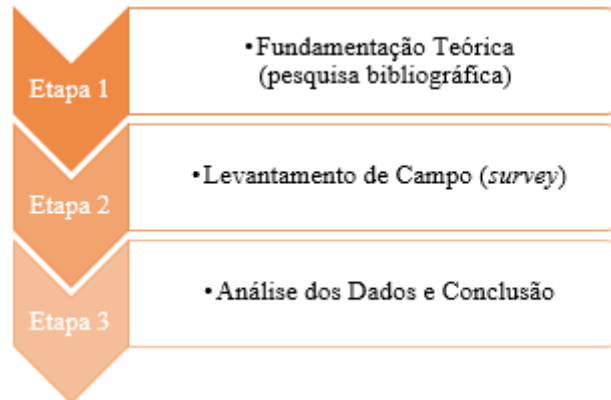 Etapa 1
•Fundamentação Teórica
(pesquisa bibliográfica)
Etapa 2
•Levantamento de Campo (survey)
Etapa 3
•Análise dos Dados e Conclusão